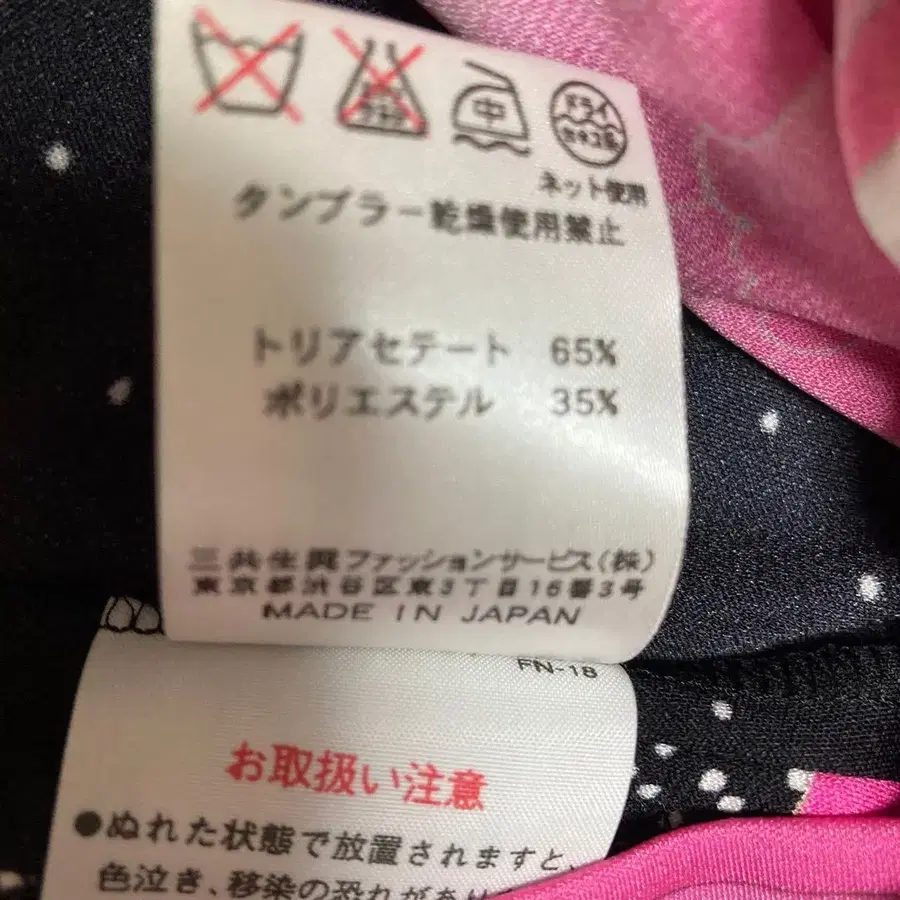 中
ドライ
セキユ系
ネット使用
タンブラー乾燥使用禁止
トリアセテート 65%
ポリエステル 35%
三共生興ファッションサービス(株)
東京都渋谷区東3丁目16番3号
MADE IN JAPAN
FN-18
お取扱い注意
●ぬれた状態で放置されますと、
色泣き、移染の恐れがあり